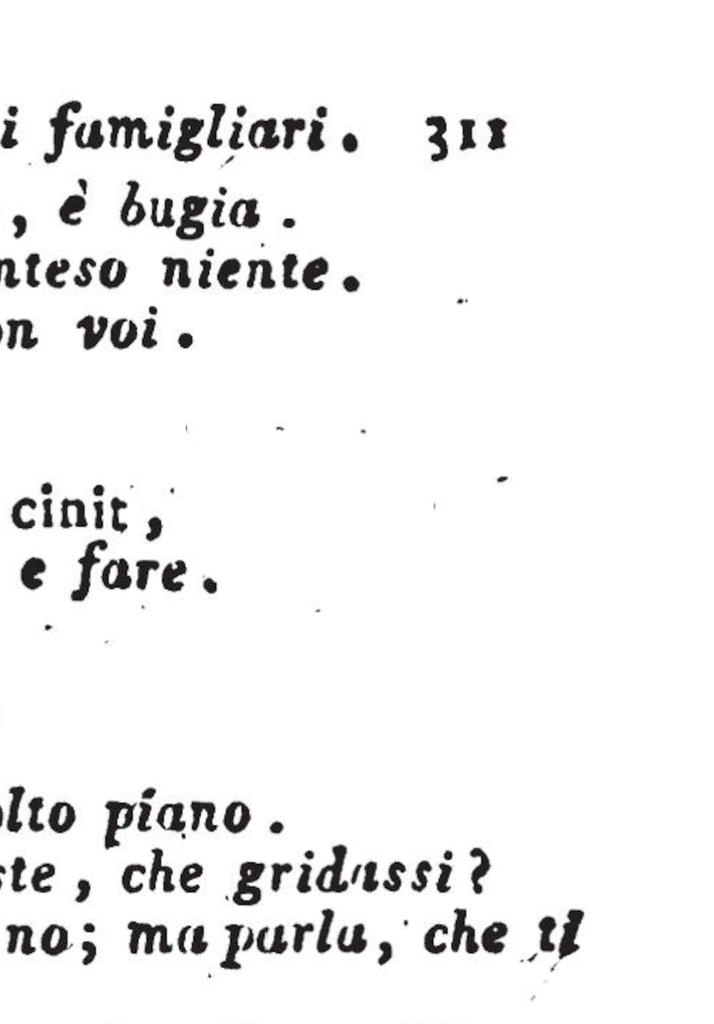 i famigliari. 311
, è bugia.
nteso niente.
on voi.
cinit,
e fare.
olto piano.
ste, che gridassi?
no; ma parla, che ti